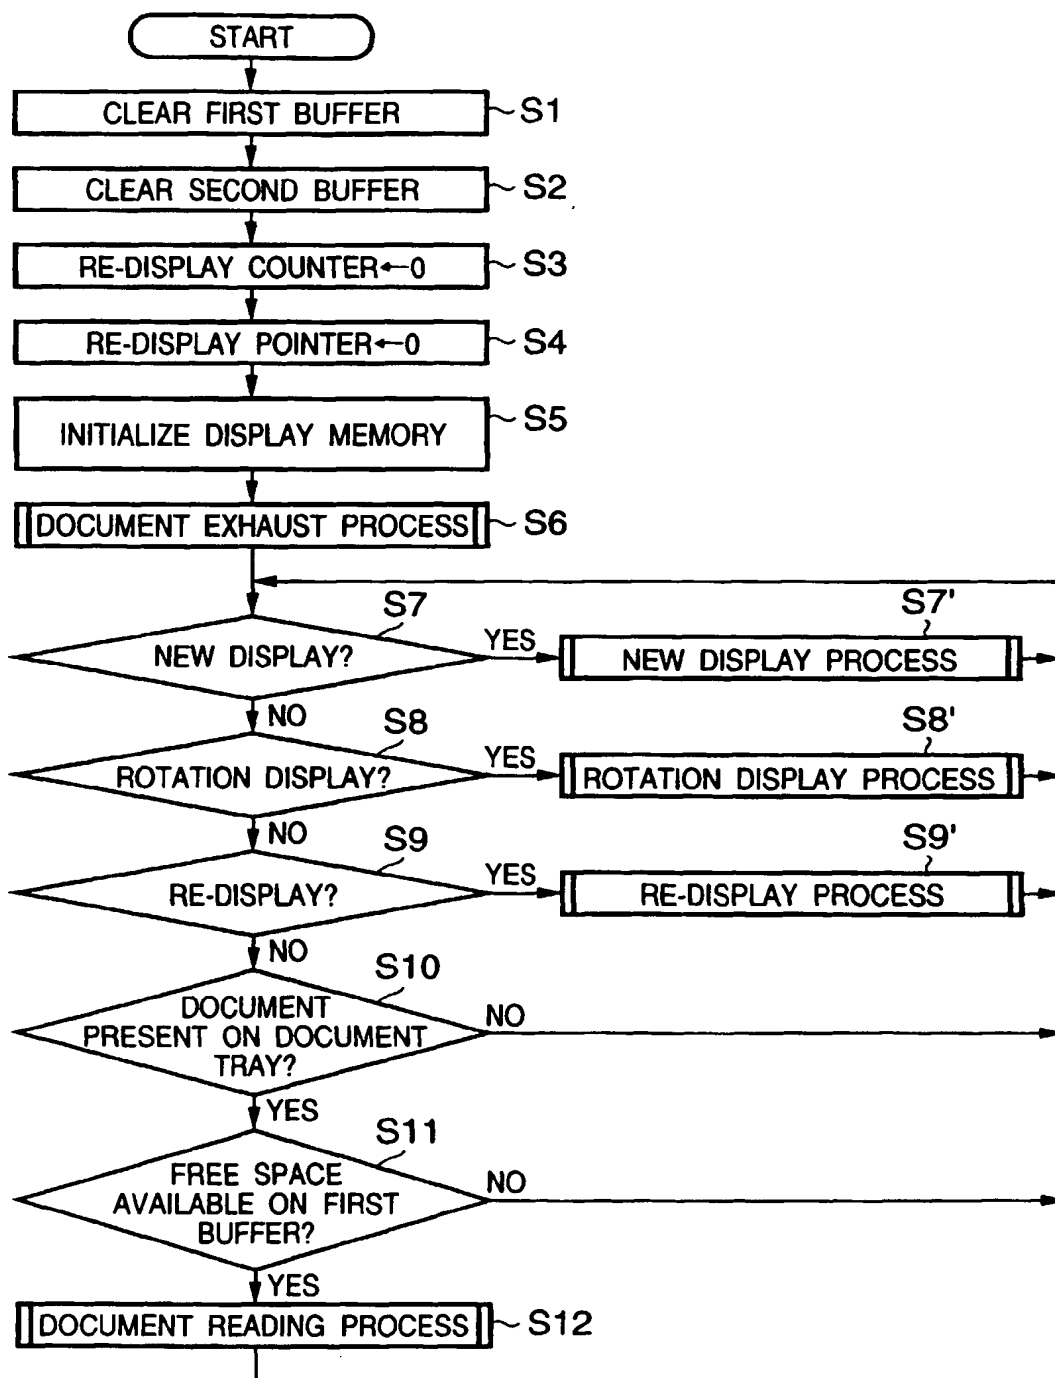 START
CLEAR FIRST BUFFER
S1
CLEAR SECOND BUFFER
S2
RE-DISPLAY COUNTER←0
S3
RE-DISPLAY POINTER←0
S4
INITIALIZE DISPLAY MEMORY
S5
DOCUMENT EXHAUST PROCESS
S6
S7
NEW DISPLAY?
YES
S7'
NEW DISPLAY PROCESS
NO
S8
ROTATION DISPLAY?
YES
S8'
ROTATION DISPLAY PROCESS
NO
S9
RE-DISPLAY?
YES
S9'
RE-DISPLAY PROCESS
NO
S10
DOCUMENT
PRESENT ON DOCUMENT
TRAY?
NO
YES
S11
FREE SPACE
AVAILABLE ON FIRST
BUFFER?
NO
YES
DOCUMENT READING PROCESS
S12